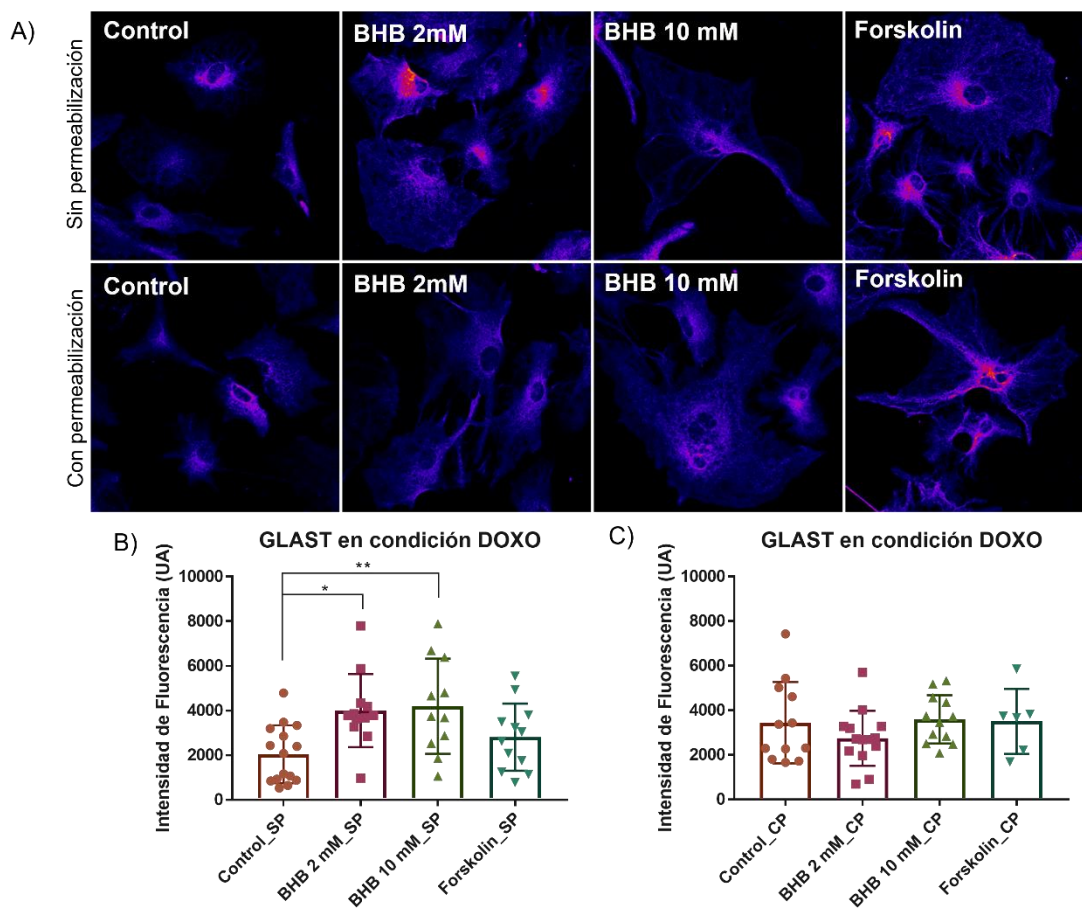 A)
Control
BHB 2mM
BHB 10 mM
Forskolin
Sin permeabilización
Control
BHB 2mM
BHB 10 mM
Forskolin
Con permebilización
B)
GLAST en condición DOXO
Intensidad de Fluorescencia (UA)
10000
8000
6000
4000
2000
0
*
**
Control_SP
BHB 2 mM_SP
BHB 10 mM_SP
Forskolin_SP
C)
GLAST en condición DOXO
Intensidad de Fluorescencia (UA)
10000
8000
6000
4000
2000
0
Control_CP
BHB 2 mM_CP
BHB 10 mM_CP
Forskolin_CP